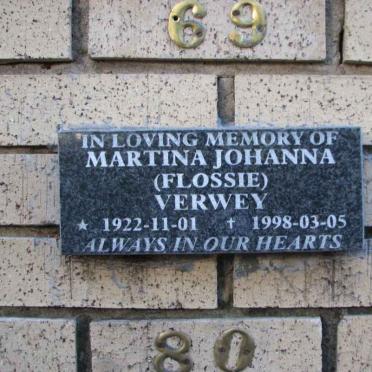 69
IN LOVING MEMORY OF
MARTINA JOHANNA
(FLOSSIE)
VERWEY
★ 1922-11-01 † 1998-03-05
ALWAYS IN OUR HEARTS
80